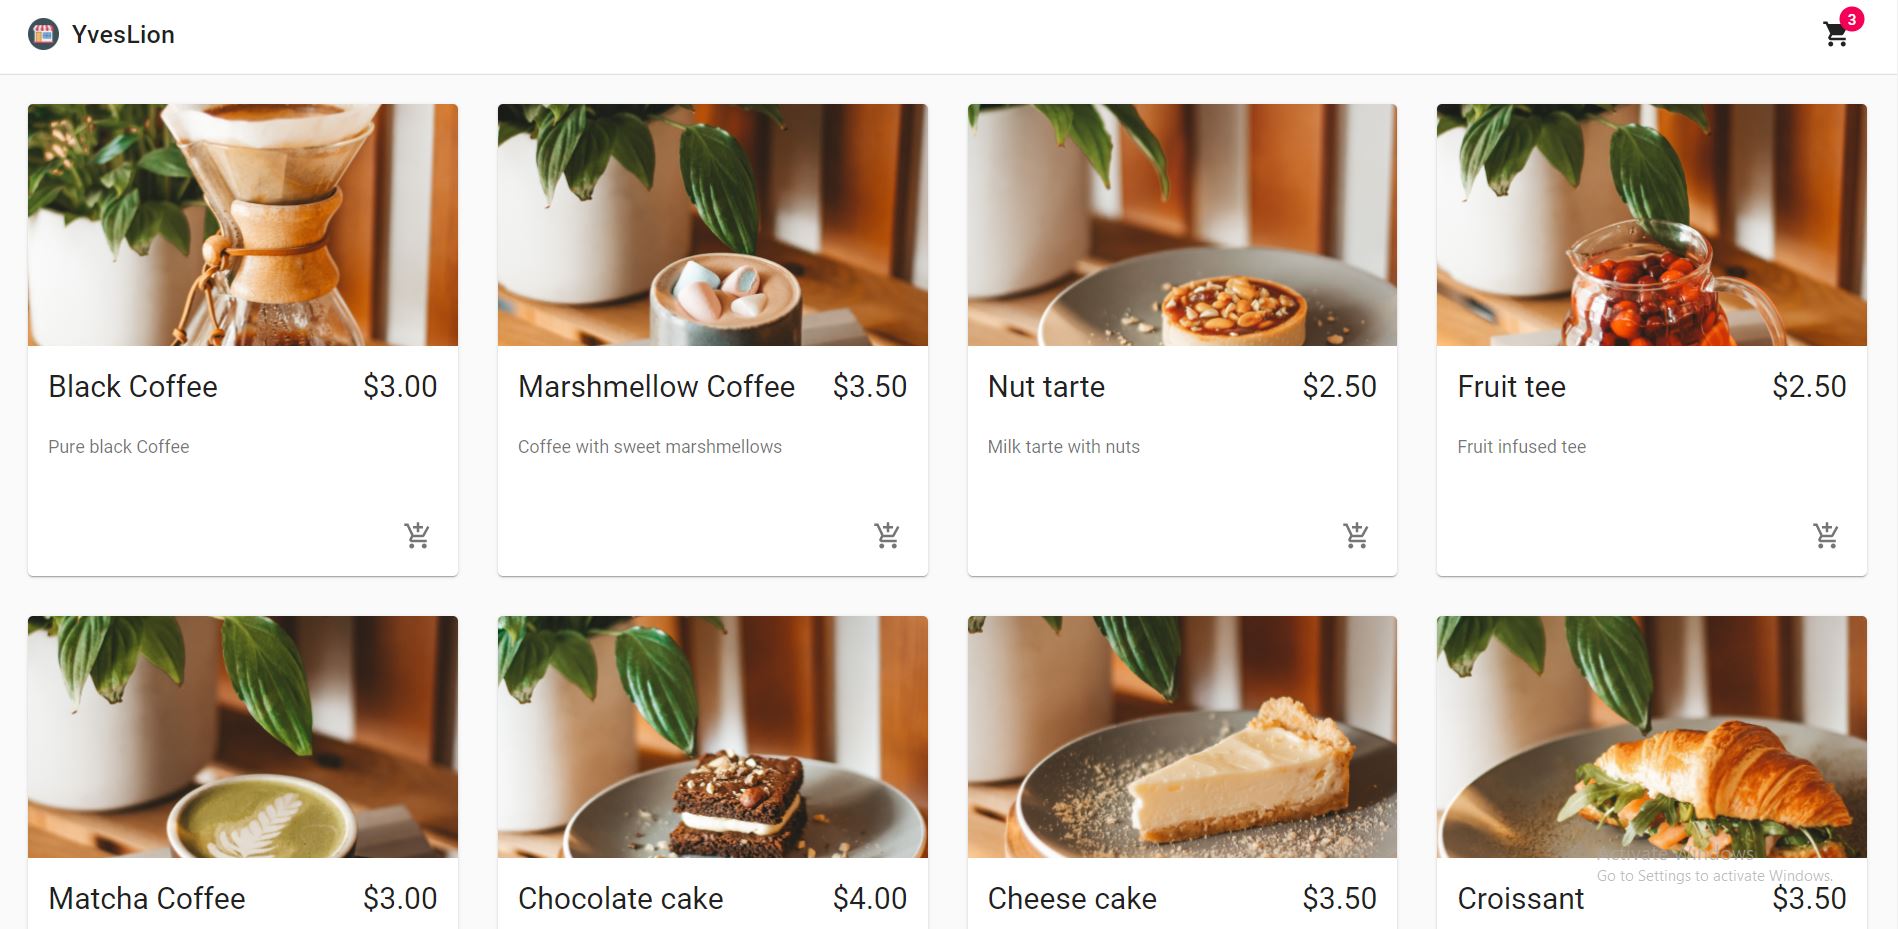 YvesLion
3
Black Coffee $3.00
Pure black Coffee
Marshmellow Coffee $3.50
Coffee with sweet marshmellows
Nut tarte $2.50
Milk tarte with nuts
Fruit tee $2.50
Fruit infused tee
Matcha Coffee $3.00
Chocolate cake $4.00
Cheese cake $3.50
Activate Windows
Go to Settings to activate Windows.
Croissant $3.50